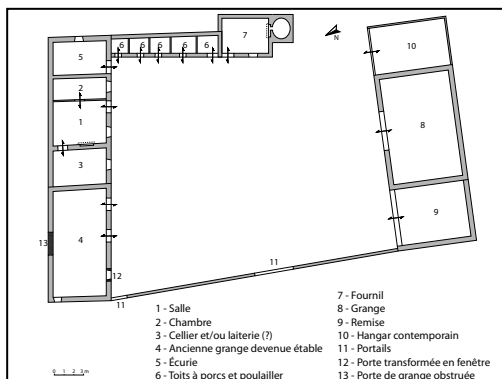 6 6 6 6 6
7
N
10
5
2
1
8
3
9
4
13
12
11
11
1 - Salle
2 - Chambre
3 - Cellier et/ou laiterie (?)
4 - Ancienne grange devenue étable
5 - Écurie
6 - Toits à porcs et poulailler
7 - Fournil
8 - Grange
9 - Remise
10 - Hangar contemporain
11 - Portails
12 - Porte transformée en fenêtre
13 - Porte de grange obstruée
0 1 2 3 m